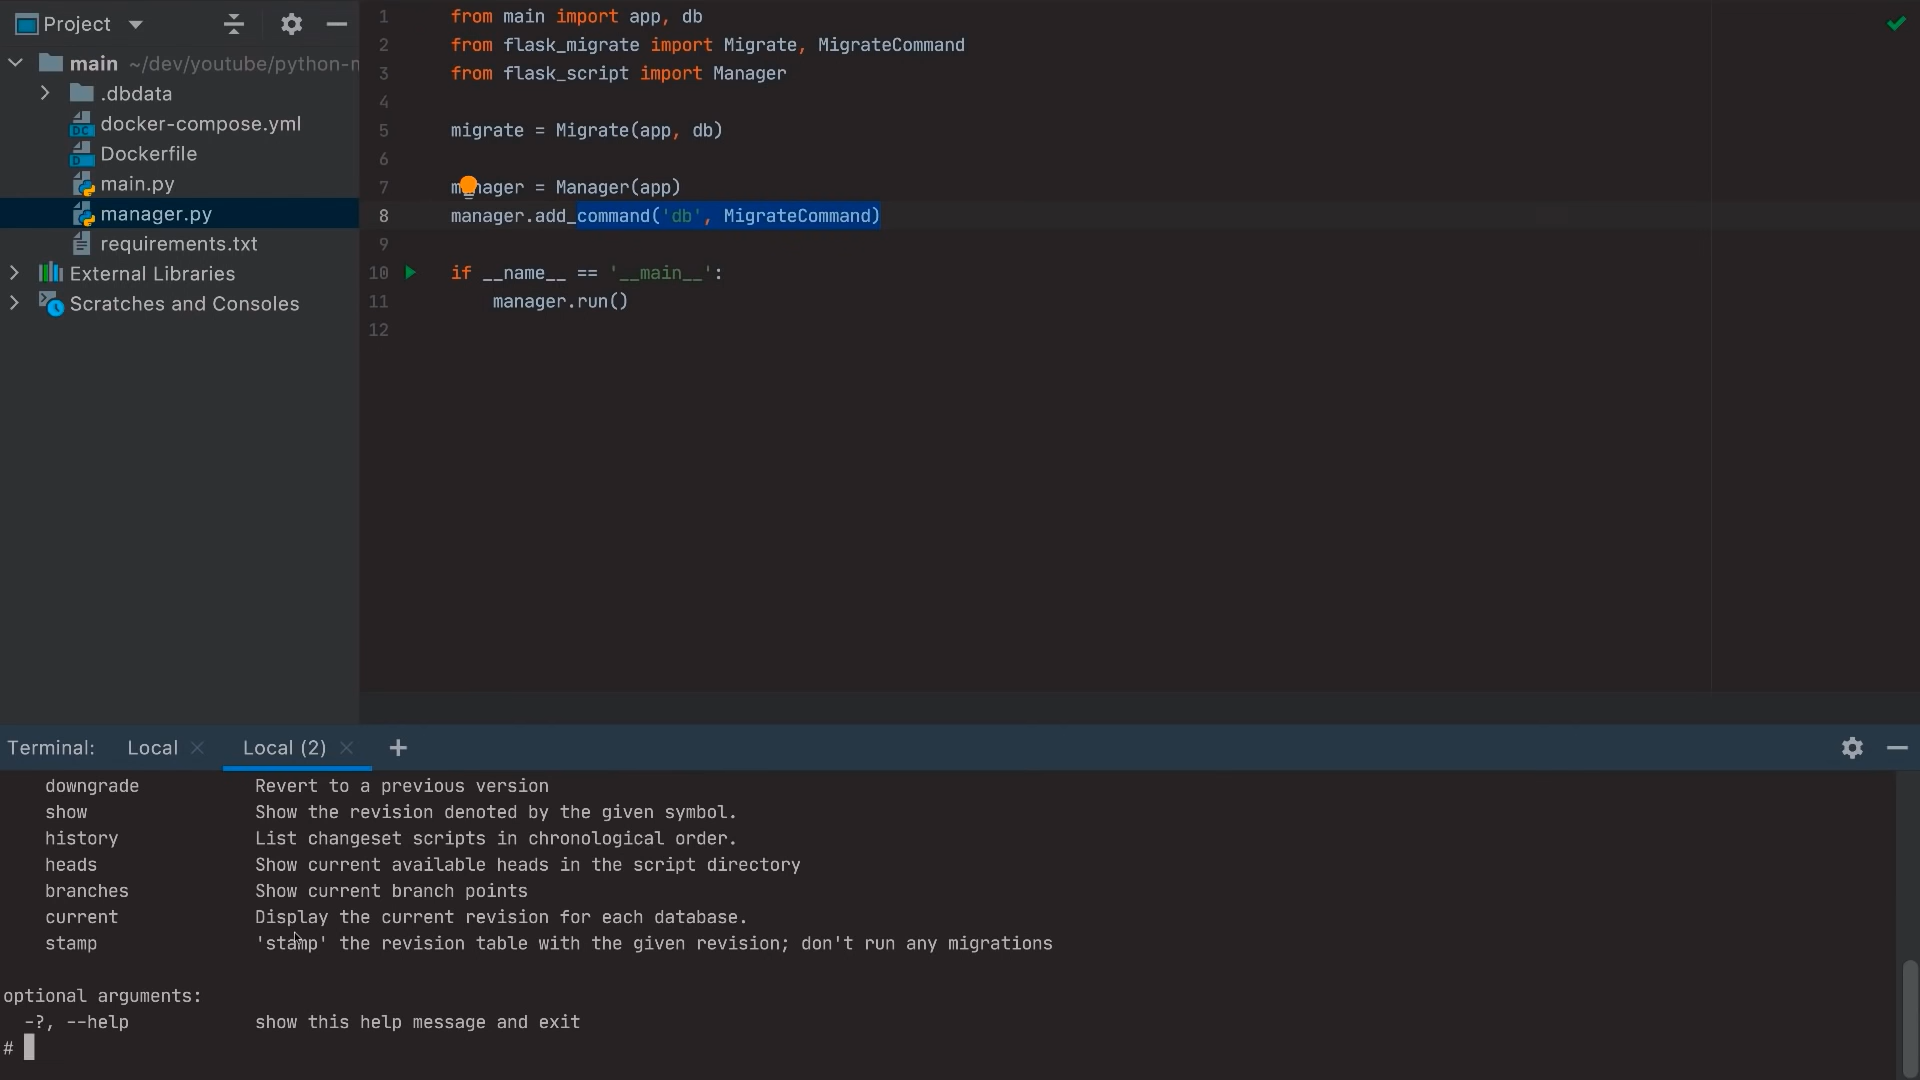 Project
main ~/dev/youtube/python-m
.dbdata
docker-compose.yml
Dockerfile
main.py
manager.py
requirements.txt
External Libraries
Scratches and Consoles
1 from main import app, db
2 from flask_migrate import Migrate, MigrateCommand
3 from flask_script import Manager
4
5 migrate = Migrate(app, db)
6
7 manager = Manager(app)
8 manager.add_command('db', MigrateCommand)
9
10 if __name__ == '__main__':
11 manager.run()
12
Terminal: Local Local (2)
downgrade Revert to a previous version
show Show the revision denoted by the given symbol.
history List changeset scripts in chronological order.
heads Show current available heads in the script directory
branches Show current branch points
current Display the current revision for each database.
stamp 'stamp' the revision table with the given revision; don't run any migrations
optional arguments:
-?, --help show this help message and exit
#